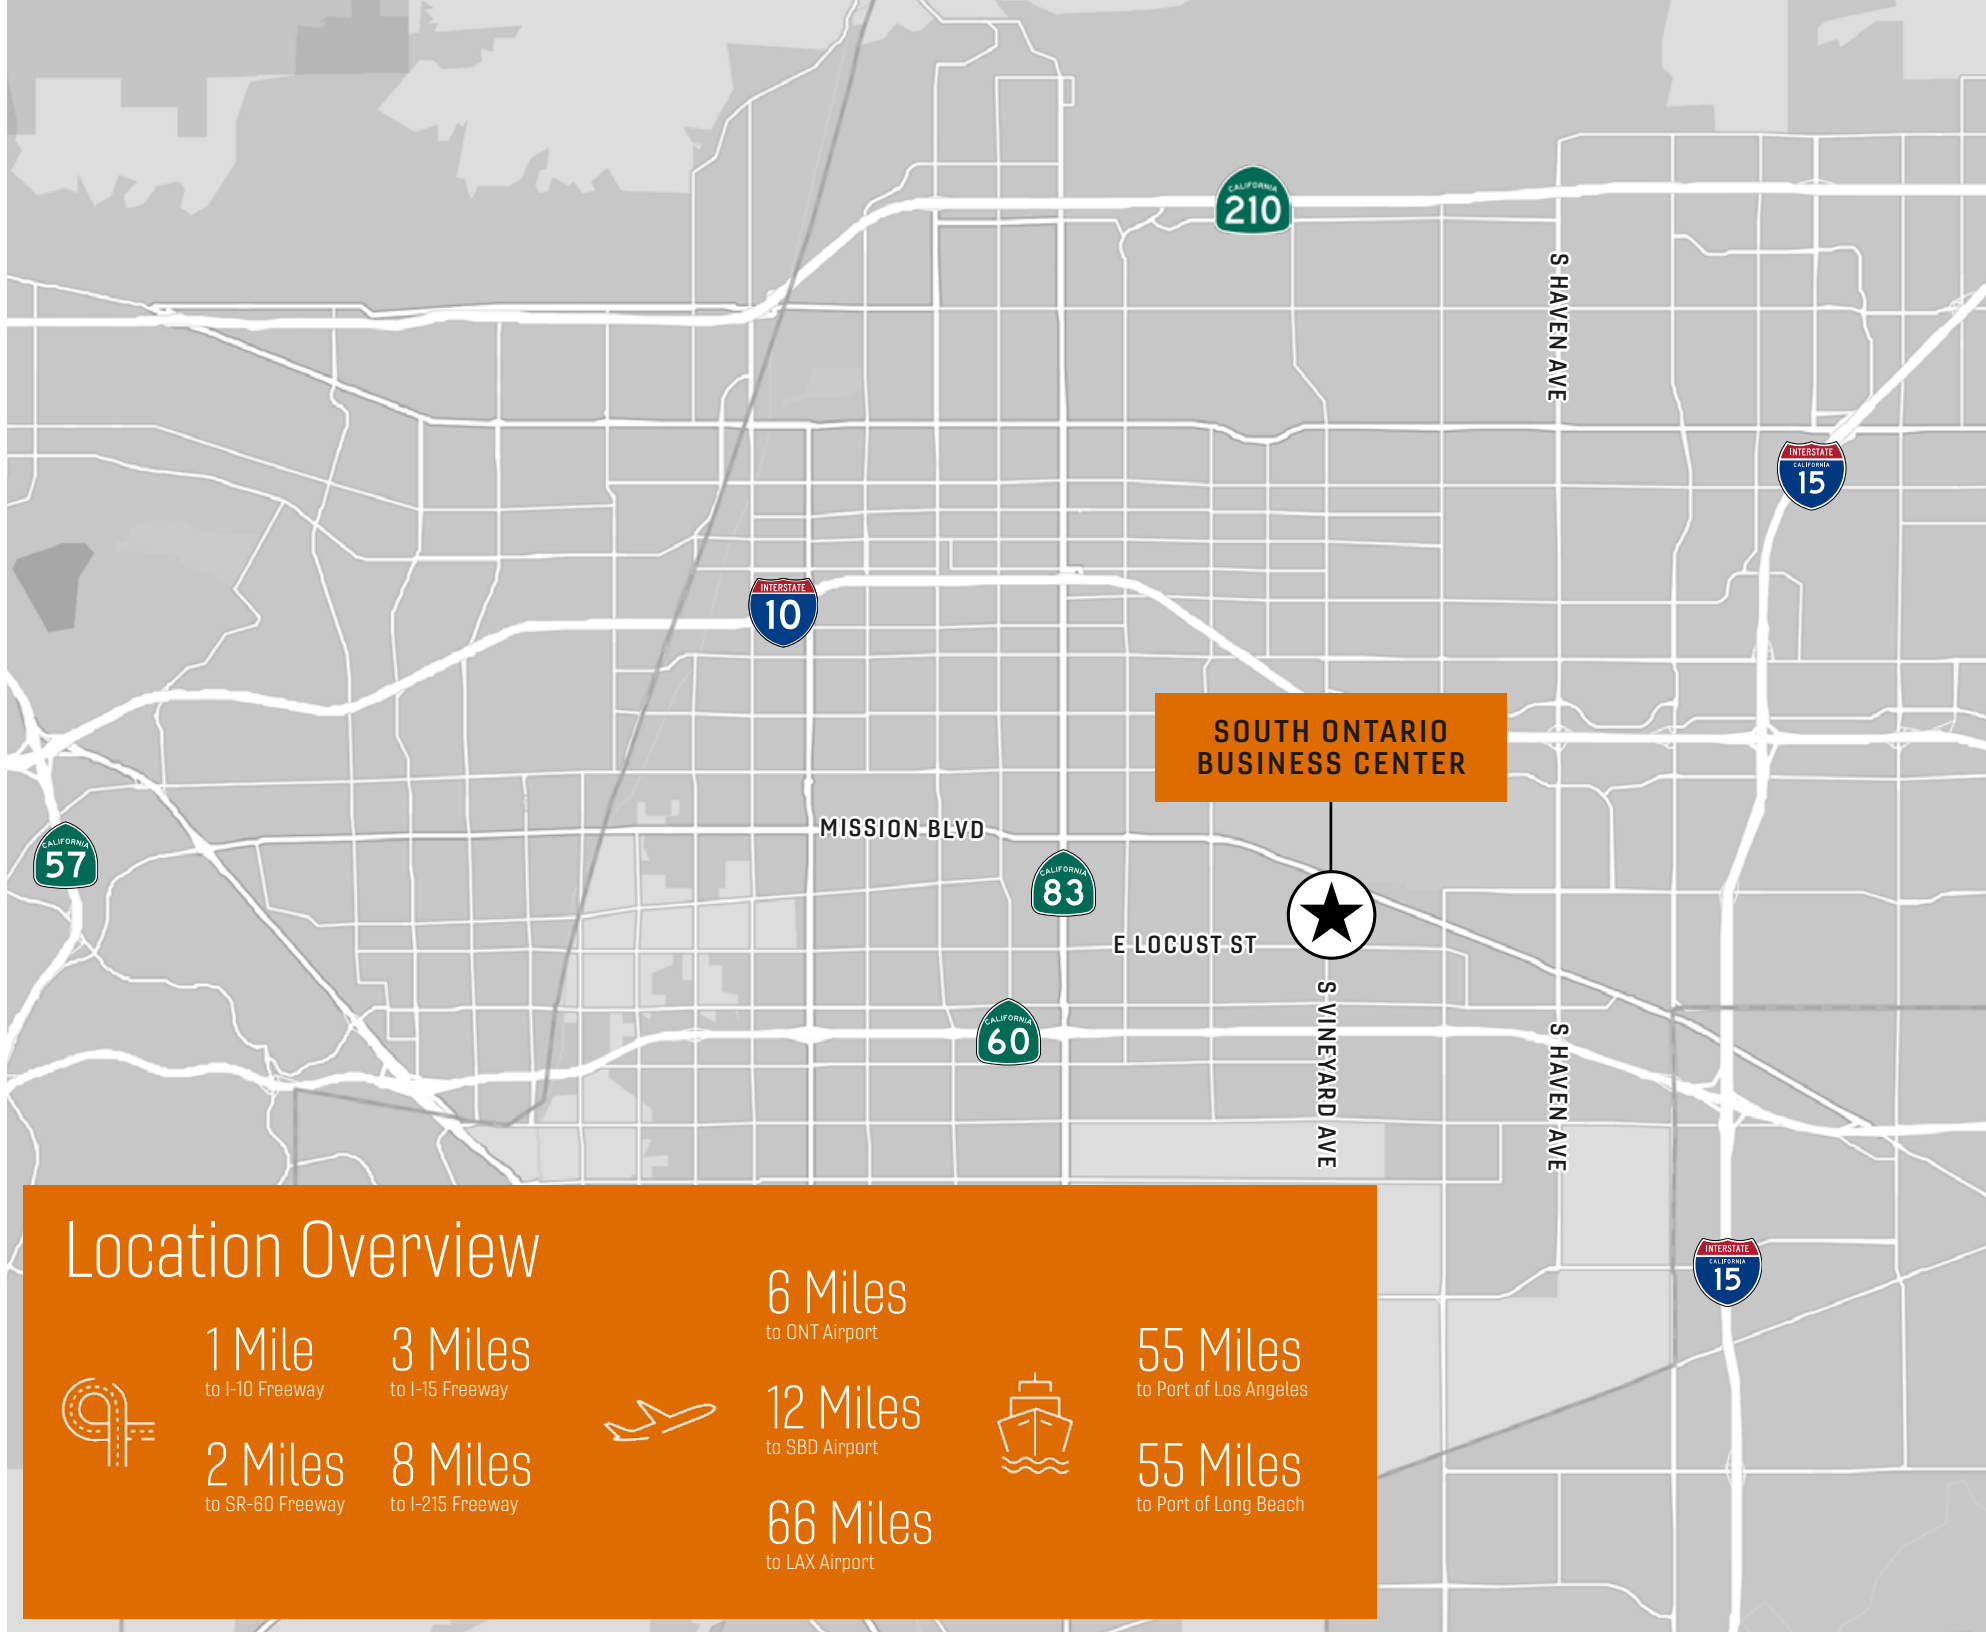 CALIFORNIA
210
S HAVEN AVE
INTERSTATE
CALIFORNIA
15
INTERSTATE
10
SOUTH ONTARIO
BUSINESS CENTER
MISSION BLVD
CALIFORNIA
57
CALIFORNIA
83
E LOCUST ST
CALIFORNIA
60
S VINEYARD AVE
S HAVEN AVE
INTERSTATE
CALIFORNIA
15
Location Overview
1 Mile
to I-10 Freeway
3 Miles
to I-15 Freeway
2 Miles
to SR-60 Freeway
8 Miles
to I-215 Freeway
6 Miles
to ONT Airport
12 Miles
to SBD Airport
66 Miles
to LAX Airport
55 Miles
to Port of Los Angeles
55 Miles
to Port of Long Beach